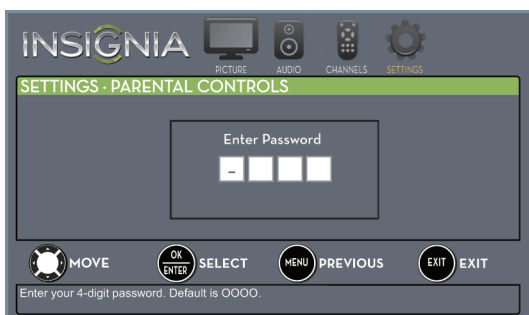 INSIGNIA
PICTURE AUDIO CHANNELS SETTINGS
SETTINGS · PARENTAL CONTROLS
Enter Password
–
MOVE OK ENTER SELECT MENU PREVIOUS EXIT EXIT
Enter your 4-digit password. Default is 0000.